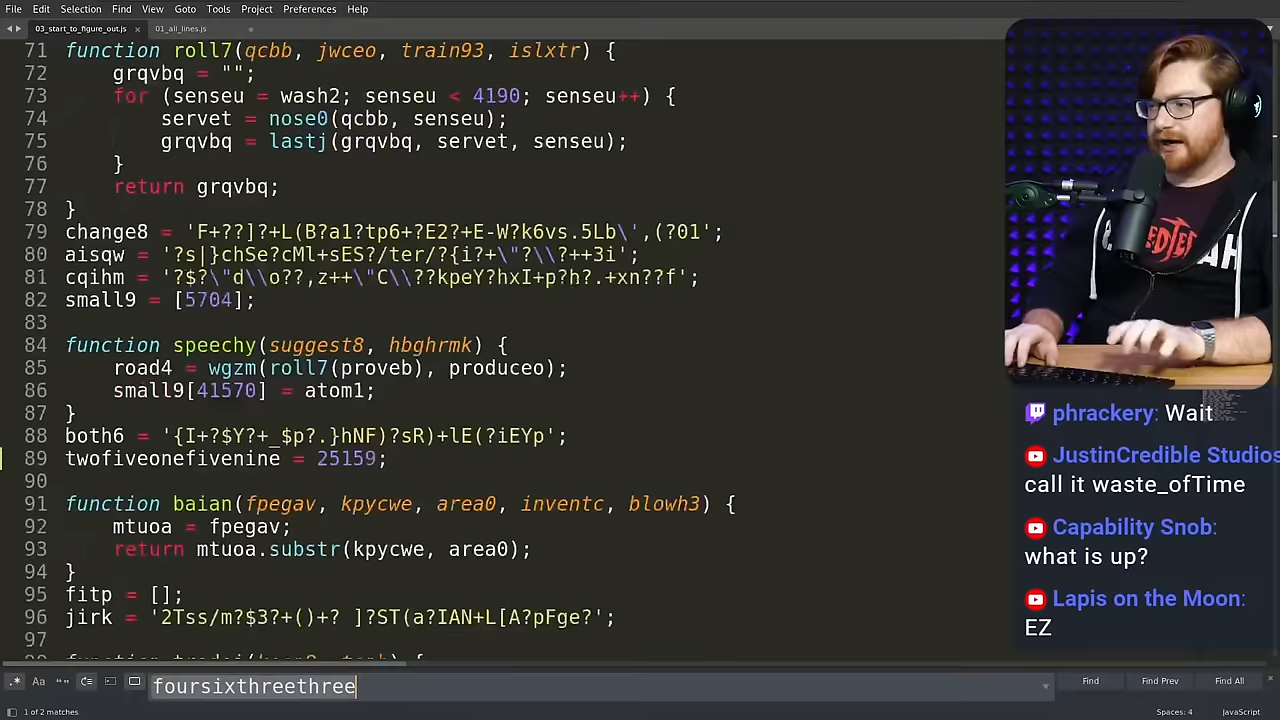 File Edit Selection Find View Goto Tools Project Preferences Help
03_start_to_figure_out.js × 01_all_lines.js
71 function roll7(qcbb, jwceo, train93, islxtr) {
72 grqvbq = "";
73 for (senseu = wash2; senseu < 4190; senseu++) {
74 servet = nose0(qcbb, senseu);
75 grqvbq = lastj(grqvbq, servet, senseu);
76 }
77 return grqvbq;
78 }
79 change8 = 'F+??]?+L(B?a1?tp6+?E2?+E-W?k6vs.5Lb\',(?01';
80 aisqw = '?s|}chSe?cMl+sES?/ter/?{i?+\"?\\?++3i';
81 cqihm = '?$?\"d\\o??,z++\"C\\??kpeY?hxI+p?h?.+xn??f';
82 small9 = [5704];
83
84 function speechy(suggest8, hbghrmk) {
85 road4 = wgzm(roll7(proveb), produceo);
86 small9[41570] = atom1;
87 }
88 both6 = '{I+?$Y?+_$p?.}hNF)?sR)+lE(?iEYp';
89 twofiveonefivenine = 25159;
90
91 function baian(fpegav, kpycwe, area0, inventc, blowh3) {
92 mtuoa = fpegav;
93 return mtuoa.substr(kpycwe, area0);
94 }
95 fitp = [];
96 jirk = '2Tss/m?$3?+()+? ]?ST(a?IAN+L[A?pFge?';
97
phrackery: Wait
JustinCredible Studios
call it waste_ofTime
Capability Snob:
what is up?
Lapis on the Moon:
EZ
.* Aa foursixthreethree Find Find Prev Find All
1 of 2 matches Spaces: 4 JavaScript